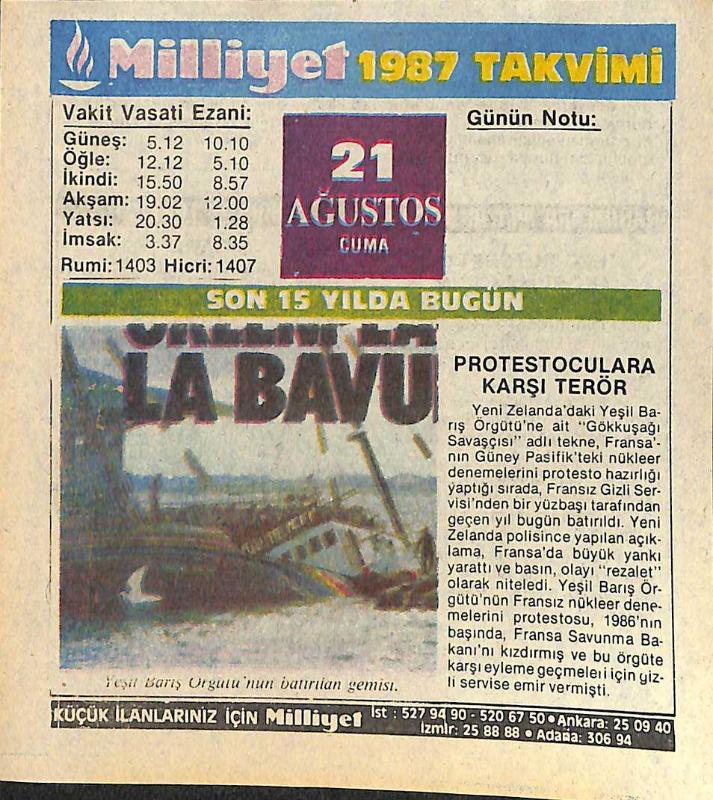 Milliyet 1987 TAKVİMİ
Vakit Vasati Ezani:
Güneş: 5.12 10.10
Öğle: 12.12 5.10
İkindi: 15.50 8.57
Akşam: 19.02 12.00
Yatsı: 20.30 1.28
İmsak: 3.37 8.35
Rumi: 1403 Hicri: 1407
21
AĞUSTOS
CUMA
Günün Notu:
SON 15 YILDA BUGÜN
LA BAVU
Yeşil Barış Örgütü'nün batırılan gemisi.
PROTESTOCULARA
KARŞI TERÖR
Yeni Zelanda'daki Yeşil Ba-
rış Örgütü'ne ait "Gökkuşağı
Savaşçısı" adlı tekne, Fransa'-
nın Güney Pasifik'teki nükleer
denemelerini protesto hazırlığı
yaptığı sırada, Fransız Gizli Ser-
visi'nden bir yüzbaşı tarafından
geçen yıl bugün batırıldı. Yeni
Zelanda polisince yapılan açık-
lama, Fransa'da büyük yankı
yarattı ve basın, olayı "rezalet"
olarak niteledi. Yeşil Barış Ör-
gütü'nün Fransız nükleer dene-
melerini protestosu, 1986'nın
başında, Fransa Savunma Ba-
kanı'nı kızdırmış ve bu örgüte
karşı eyleme geçmeleri için giz-
li servise emir vermişti.
KÜÇÜK İLANLARINIZ İÇİN Milliyet
İst : 527 94 90 - 520 67 50 • Ankara: 25 09 40
İzmir: 25 88 88 • Adana: 306 94